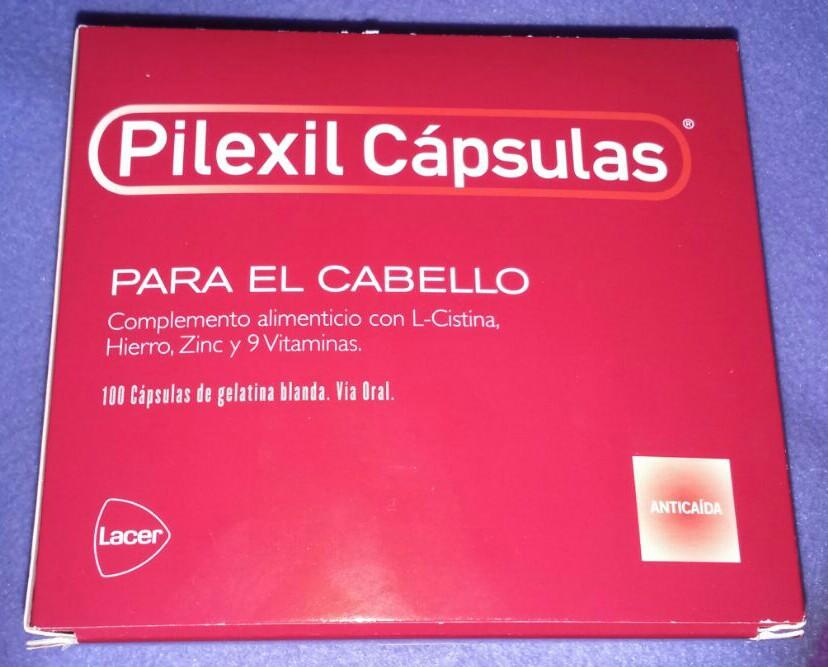 Pilexil Cápsulas ®
PARA EL CABELLO
Complemento alimenticio con L-Cistina,
Hierro, Zinc y 9 Vitaminas.
100 Cápsulas de gelatina blanda. Vía Oral.
ANTICAÍDA
Lacer